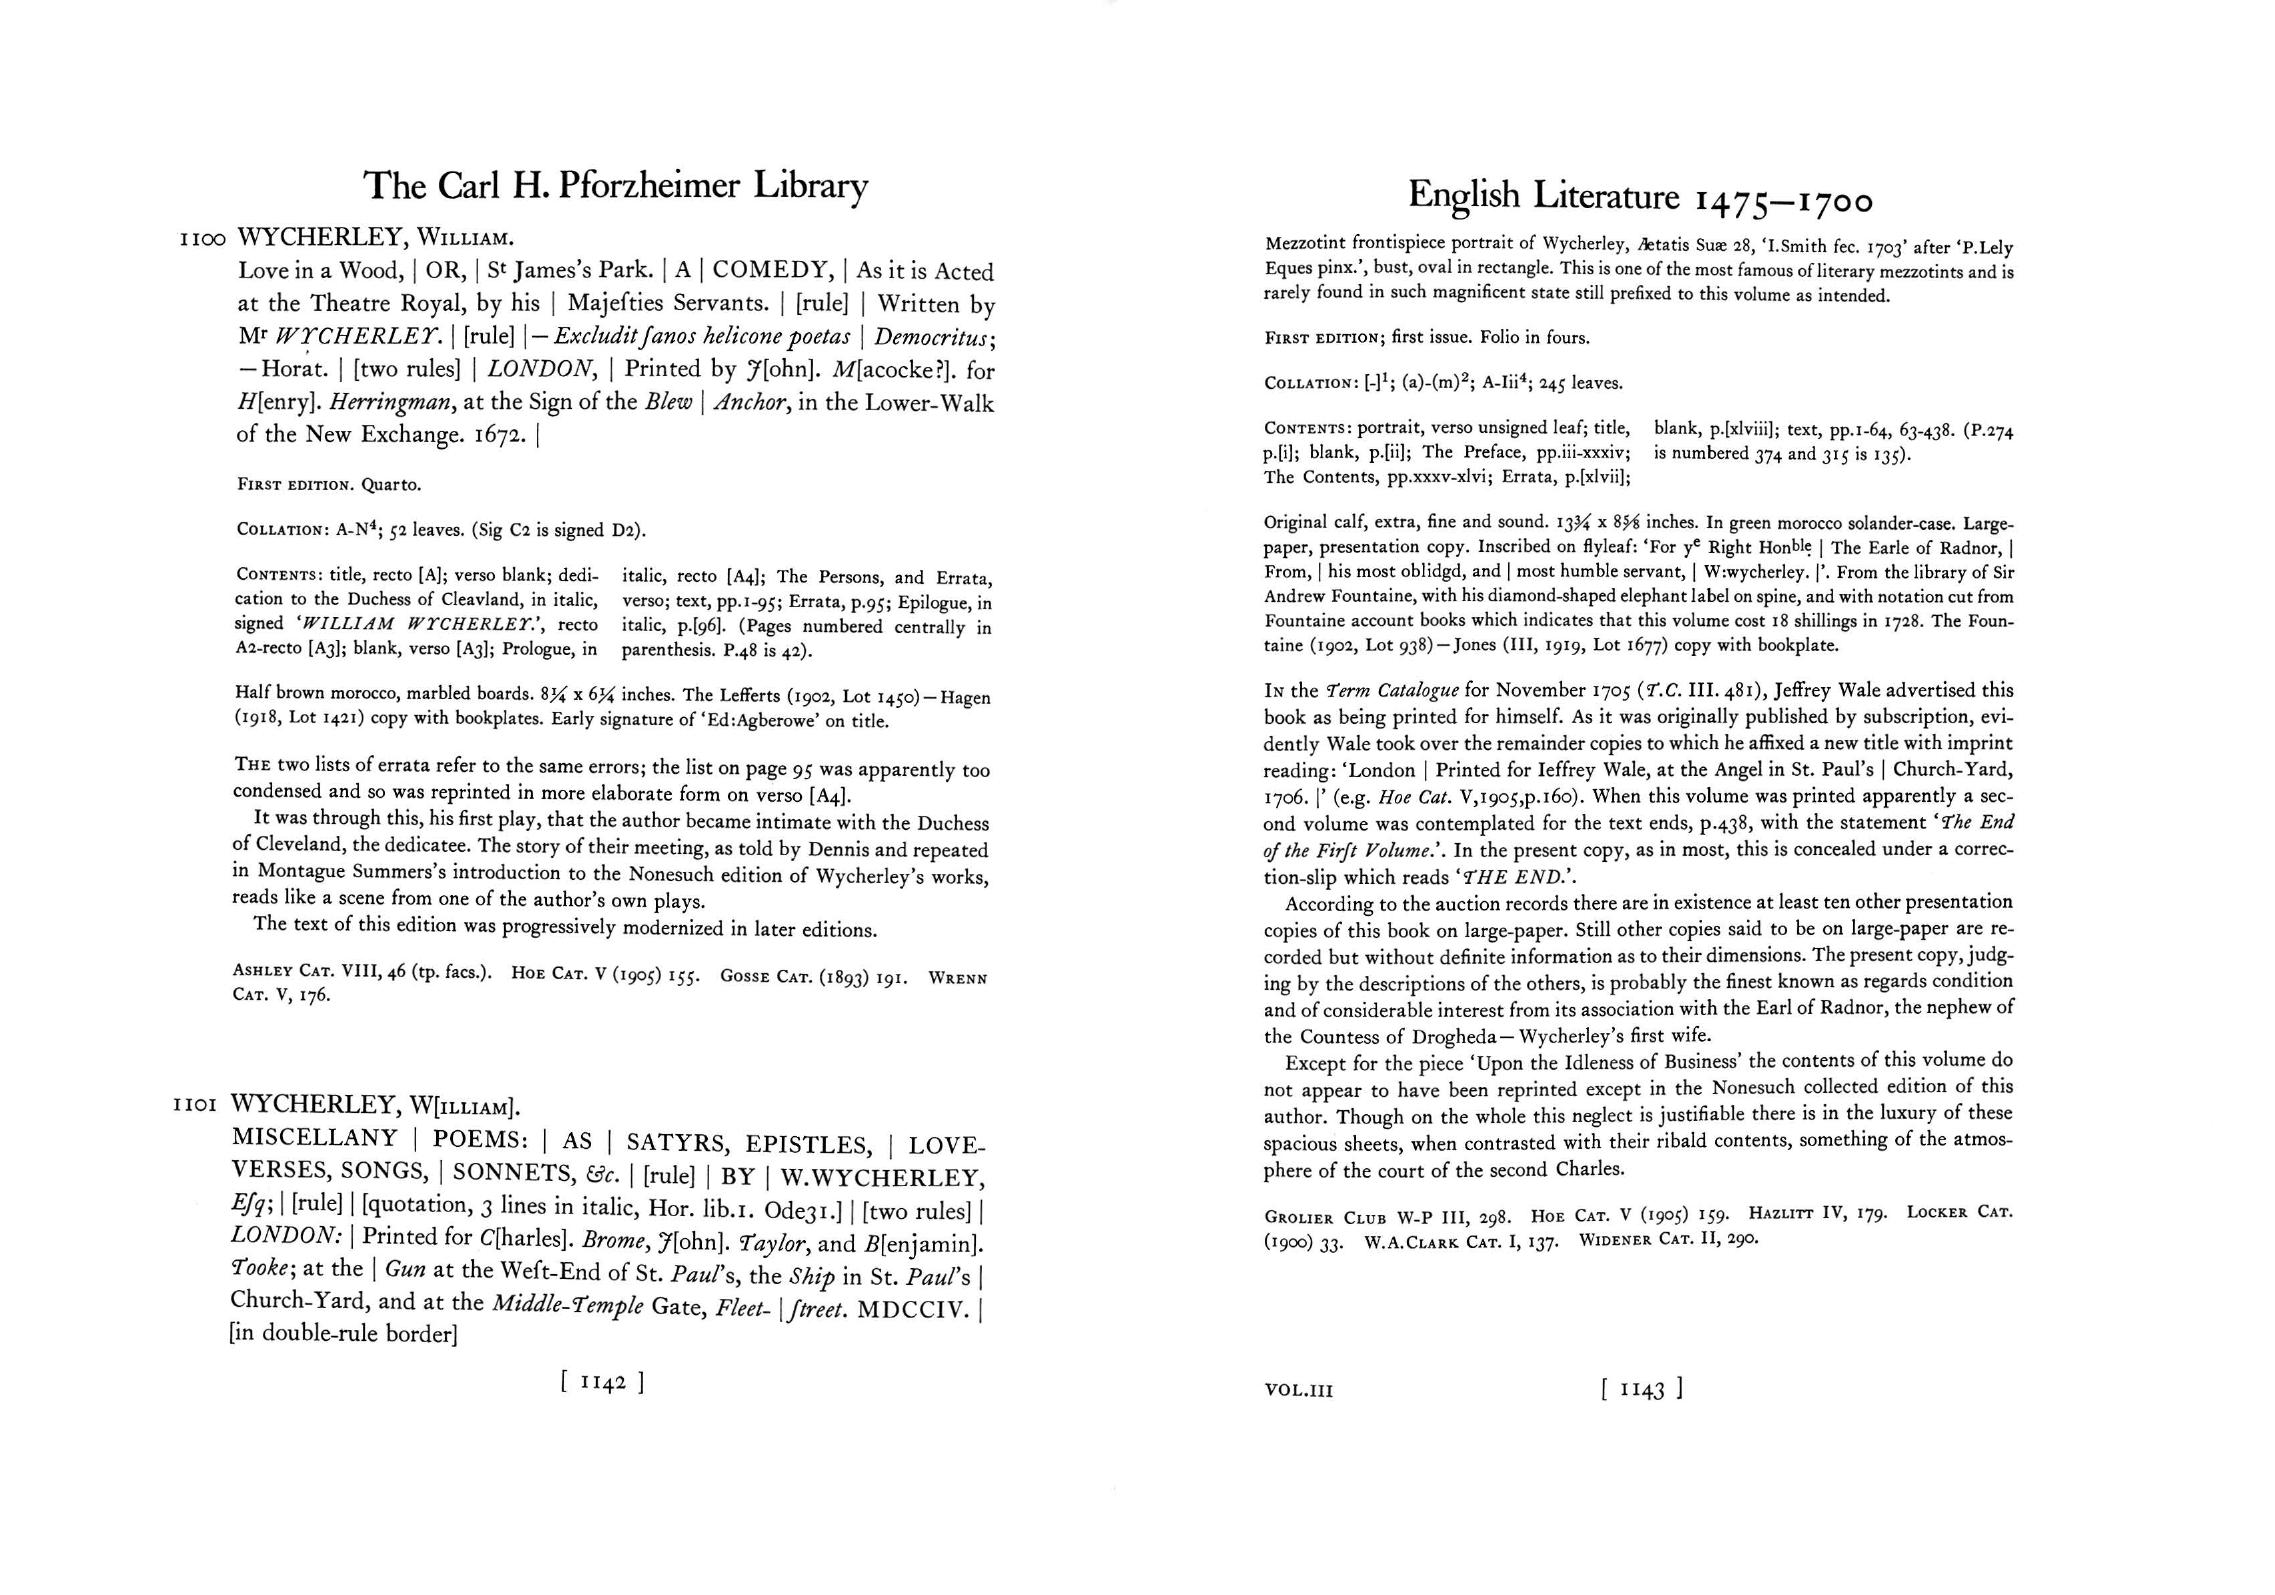 The Carl H. Pforzheimer Library
1100 WYCHERLEY, WILLIAM.
Love in a Wood, | OR, | St James's Park. | A | COMEDY, | As it is Acted
at the Theatre Royal, by his | Majeſties Servants. | [rule] | Written by
Mr WYCHERLEY. | [rule] | — Excludit ſanos helicone poetas | Democritus;
— Horat. | [two rules] | LONDON, | Printed by J[ohn]. M[acocke?]. for
H[enry]. Herringman, at the Sign of the Blew | Anchor, in the Lower-Walk
of the New Exchange. 1672. |
FIRST EDITION. Quarto.
COLLATION: A-N4; 52 leaves. (Sig C2 is signed D2).
CONTENTS: title, recto [A]; verso blank; dedi-
cation to the Duchess of Cleavland, in italic,
signed ‘WILLIAM WYCHERLEY.’, recto
A2-recto [A3]; blank, verso [A3]; Prologue, in
italic, recto [A4]; The Persons, and Errata,
verso; text, pp.1-95; Errata, p.95; Epilogue, in
italic, p.[96]. (Pages numbered centrally in
parenthesis. P.48 is 42).
Half brown morocco, marbled boards. 8¼ x 6¼ inches. The Lefferts (1902, Lot 1450) — Hagen
(1918, Lot 1421) copy with bookplates. Early signature of ‘Ed:Agberowe’ on title.
THE two lists of errata refer to the same errors; the list on page 95 was apparently too
condensed and so was reprinted in more elaborate form on verso [A4].
It was through this, his first play, that the author became intimate with the Duchess
of Cleveland, the dedicatee. The story of their meeting, as told by Dennis and repeated
in Montague Summers's introduction to the Nonesuch edition of Wycherley's works,
reads like a scene from one of the author's own plays.
The text of this edition was progressively modernized in later editions.
ASHLEY CAT. VIII, 46 (tp. facs.). HOE CAT. V (1905) 155. GOSSE CAT. (1893) 191. WRENN
CAT. V, 176.
1101 WYCHERLEY, W[ILLIAM].
MISCELLANY | POEMS: | AS | SATYRS, EPISTLES, | LOVE-
VERSES, SONGS, | SONNETS, &c. | [rule] | BY | W.WYCHERLEY,
Eſq; | [rule] | [quotation, 3 lines in italic, Hor. lib.1. Ode31.] | [two rules] |
LONDON: | Printed for C[harles]. Brome, J[ohn]. Taylor, and B[enjamin].
Tooke; at the | Gun at the Weſt-End of St. Paul's, the Ship in St. Paul's |
Church-Yard, and at the Middle-Temple Gate, Fleet- | ſtreet. MDCCIV. |
[in double-rule border]
[ 1142 ]
English Literature 1475—1700
Mezzotint frontispiece portrait of Wycherley, Ætatis Suæ 28, ‘I.Smith fec. 1703’ after ‘P.Lely
Eques pinx.’, bust, oval in rectangle. This is one of the most famous of literary mezzotints and is
rarely found in such magnificent state still prefixed to this volume as intended.
FIRST EDITION; first issue. Folio in fours.
COLLATION: [-]1; (a)-(m)2; A-Iii4; 245 leaves.
CONTENTS: portrait, verso unsigned leaf; title,
p.[i]; blank, p.[ii]; The Preface, pp.iii-xxxiv;
The Contents, pp.xxxv-xlvi; Errata, p.[xlvii];
blank, p.[xlviii]; text, pp.1-64, 63-438. (P.274
is numbered 374 and 315 is 135).
Original calf, extra, fine and sound. 13¾ x 8⅝ inches. In green morocco solander-case. Large-
paper, presentation copy. Inscribed on flyleaf: ‘For ye Right Honble | The Earle of Radnor, |
From, | his most oblidgd, and | most humble servant, | W:wycherley. |’. From the library of Sir
Andrew Fountaine, with his diamond-shaped elephant label on spine, and with notation cut from
Fountaine account books which indicates that this volume cost 18 shillings in 1728. The Foun-
taine (1902, Lot 938) — Jones (III, 1919, Lot 1677) copy with bookplate.
IN the Term Catalogue for November 1705 (T.C. III. 481), Jeffrey Wale advertised this
book as being printed for himself. As it was originally published by subscription, evi-
dently Wale took over the remainder copies to which he affixed a new title with imprint
reading: ‘London | Printed for Ieffrey Wale, at the Angel in St. Paul's | Church-Yard,
1706. |’ (e.g. Hoe Cat. V,1905,p.160). When this volume was printed apparently a sec-
ond volume was contemplated for the text ends, p.438, with the statement ‘The End
of the Firſt Volume.’. In the present copy, as in most, this is concealed under a correc-
tion-slip which reads ‘THE END.’.
According to the auction records there are in existence at least ten other presentation
copies of this book on large-paper. Still other copies said to be on large-paper are re-
corded but without definite information as to their dimensions. The present copy, judg-
ing by the descriptions of the others, is probably the finest known as regards condition
and of considerable interest from its association with the Earl of Radnor, the nephew of
the Countess of Drogheda — Wycherley's first wife.
Except for the piece ‘Upon the Idleness of Business’ the contents of this volume do
not appear to have been reprinted except in the Nonesuch collected edition of this
author. Though on the whole this neglect is justifiable there is in the luxury of these
spacious sheets, when contrasted with their ribald contents, something of the atmos-
phere of the court of the second Charles.
GROLIER CLUB W-P III, 298. HOE CAT. V (1905) 159. HAZLITT IV, 179. LOCKER CAT.
(1900) 33. W.A.CLARK CAT. I, 137. WIDENER CAT. II, 290.
VOL.III
[ 1143 ]